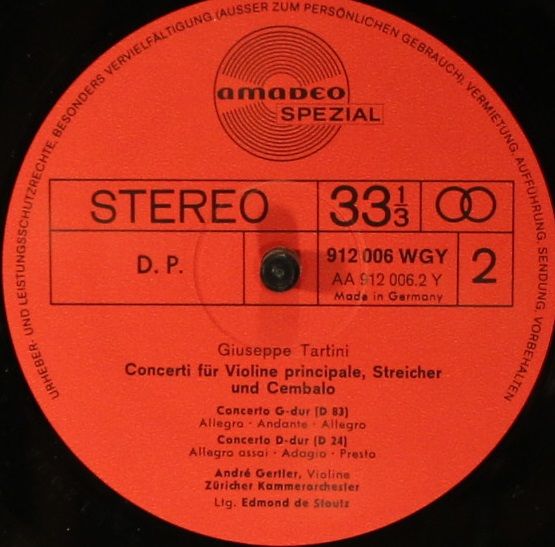 URHEBER- UND LEISTUNGSSCHUTZRECHTE, BESONDERS VERVIELFÄLTIGUNG (AUSSER ZUM PERSÖNLICHEN GEBRAUCH), VERMIETUNG, AUFFÜHRUNG, SENDUNG, VORBEHALTEN
amadeo
SPEZIAL
STEREO
33 1/3
D. P.
912 006 WGY
AA 912 006.2 Y
Made in Germany
2
Giuseppe Tartini
Concerti für Violine principale, Streicher
und Cembalo
Concerto G-dur (D 83)
Allegro · Andante · Allegro
Concerto D-dur (D 24)
Allegro assai · Adagio · Presto
André Gertler, Violine
Züricher Kammerorchester
Ltg. Edmond de Stoutz